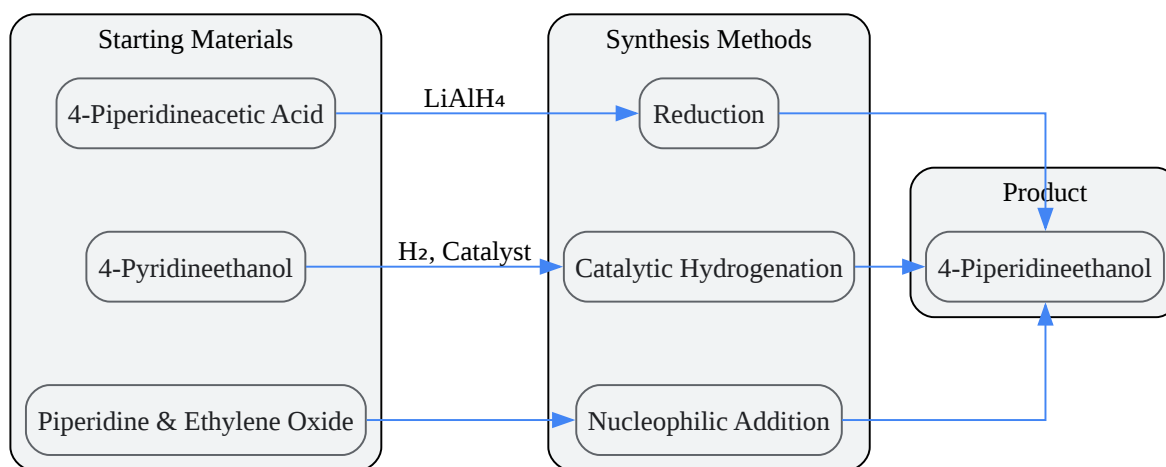 Starting Materials
Synthesis Methods
4-Piperidineacetic Acid
LiAlH₄
Reduction
Product
4-Pyridineethanol
H₂, Catalyst
Catalytic Hydrogenation
4-Piperidineethanol
Piperidine & Ethylene Oxide
Nucleophilic Addition